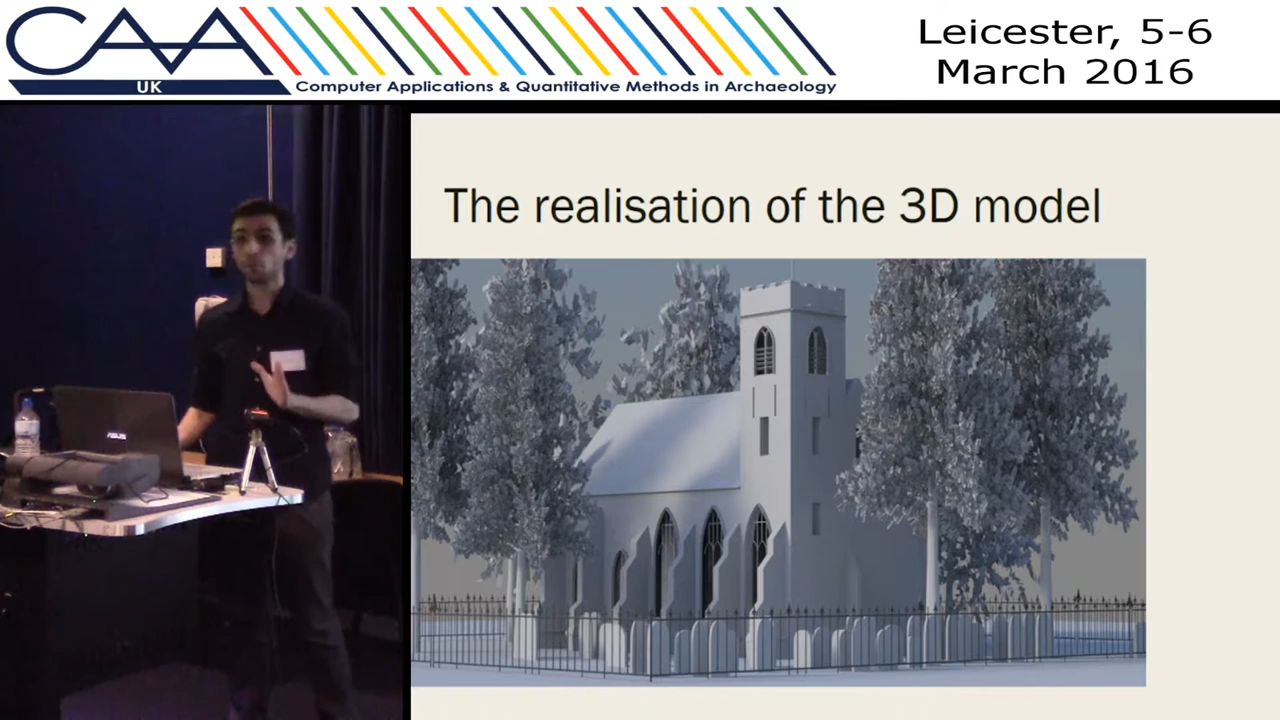 CAA
UK
Computer Applications & Quantitative Methods in Archaeology
Leicester, 5-6
March 2016
The realisation of the 3D model
ASUS